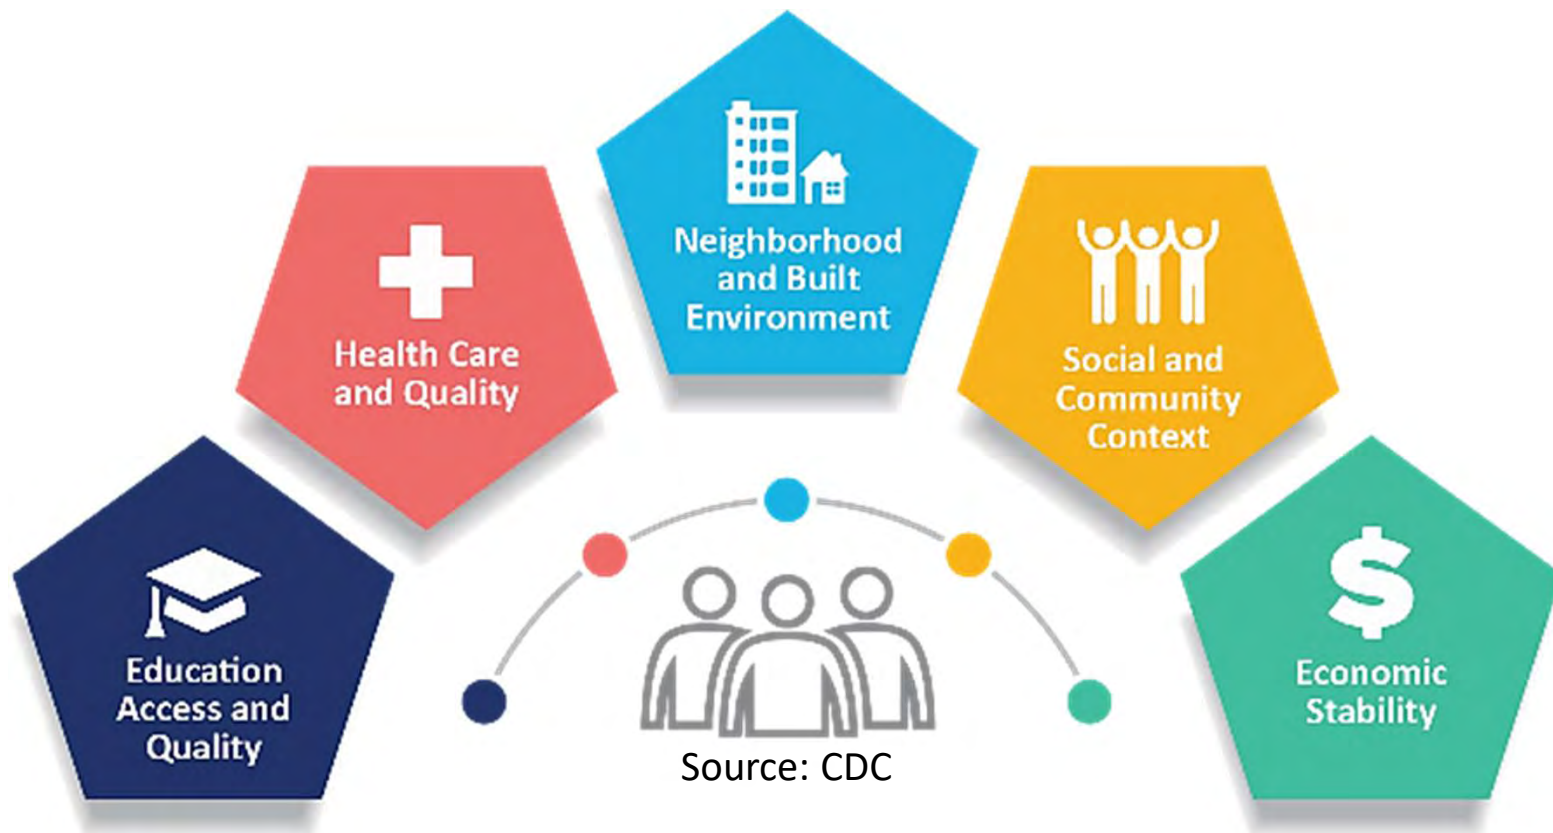 Neighborhood
and Built
Environment
Health Care
and Quality
Social and
Community
Context
Education
Access and
Quality
$
Economic
Stability
Source: CDC